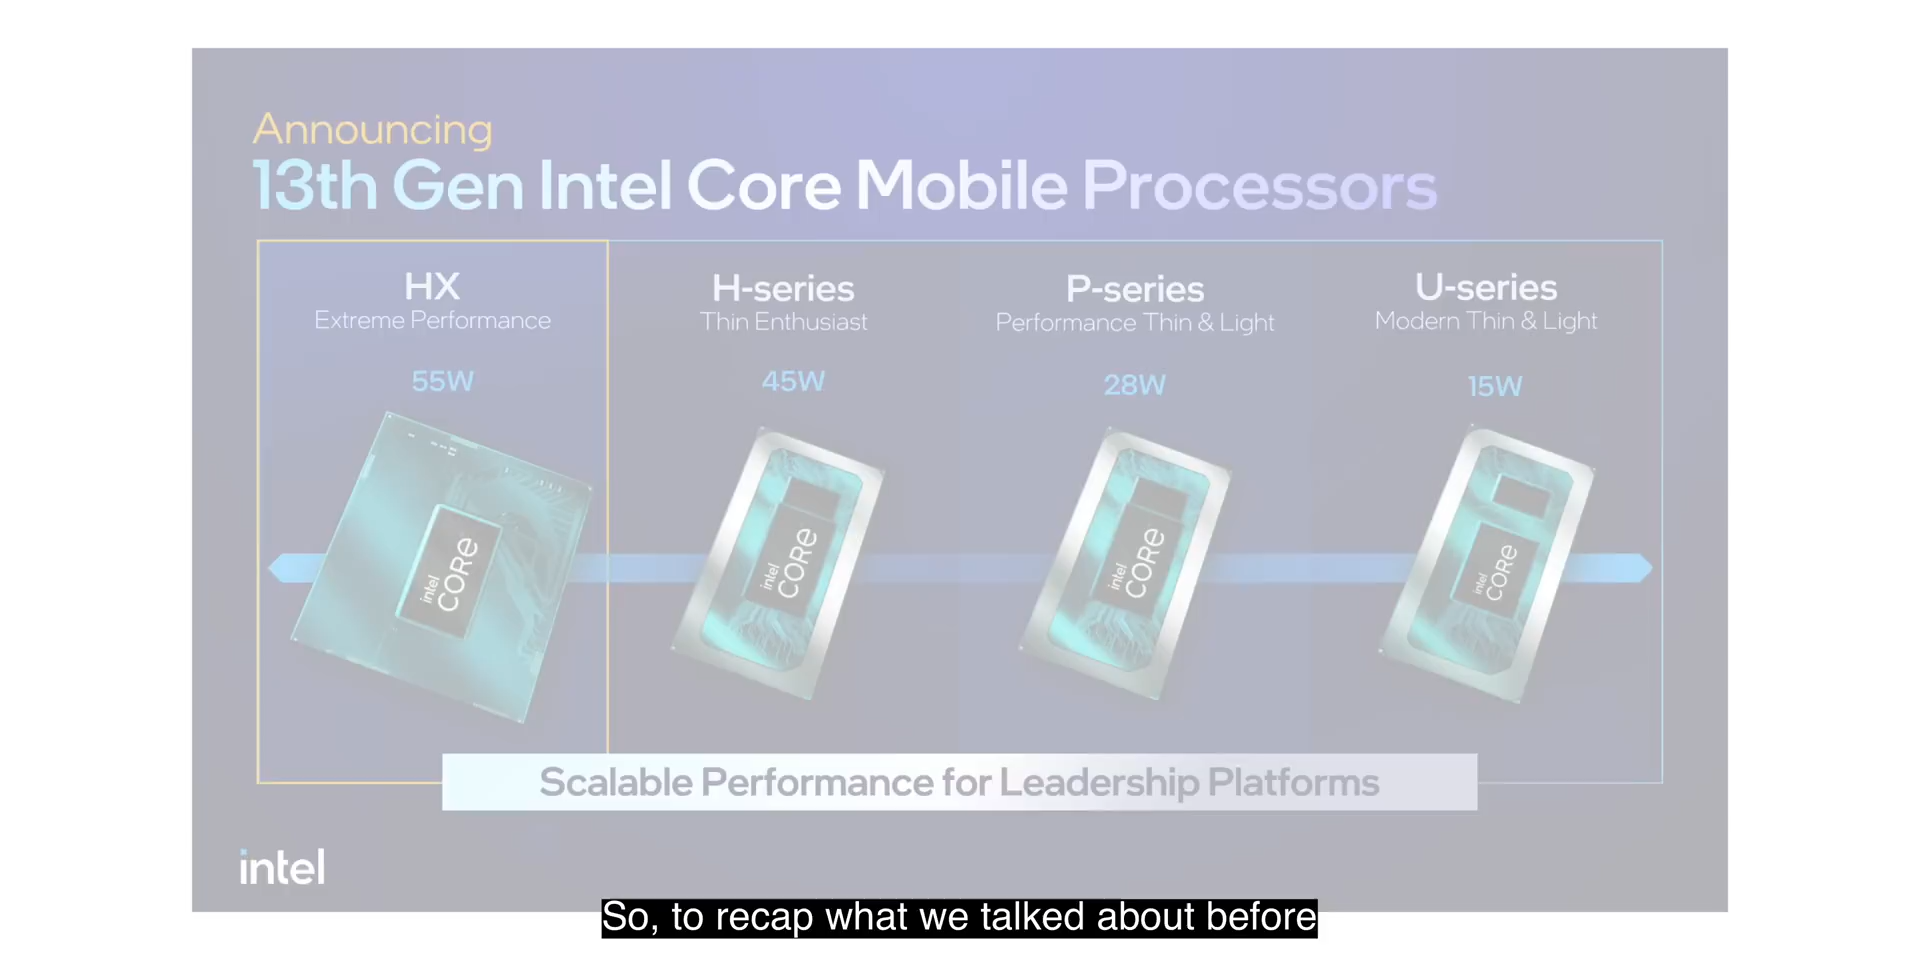 Announcing
13th Gen Intel Core Mobile Processors
HX
Extreme Performance
55W
H-series
Thin Enthusiast
45W
P-series
Performance Thin & Light
28W
U-series
Modern Thin & Light
15W
intel
CORE
intel
CORE
intel
CORE
intel
CORE
Scalable Performance for Leadership Platforms
intel
So, to recap what we talked about before